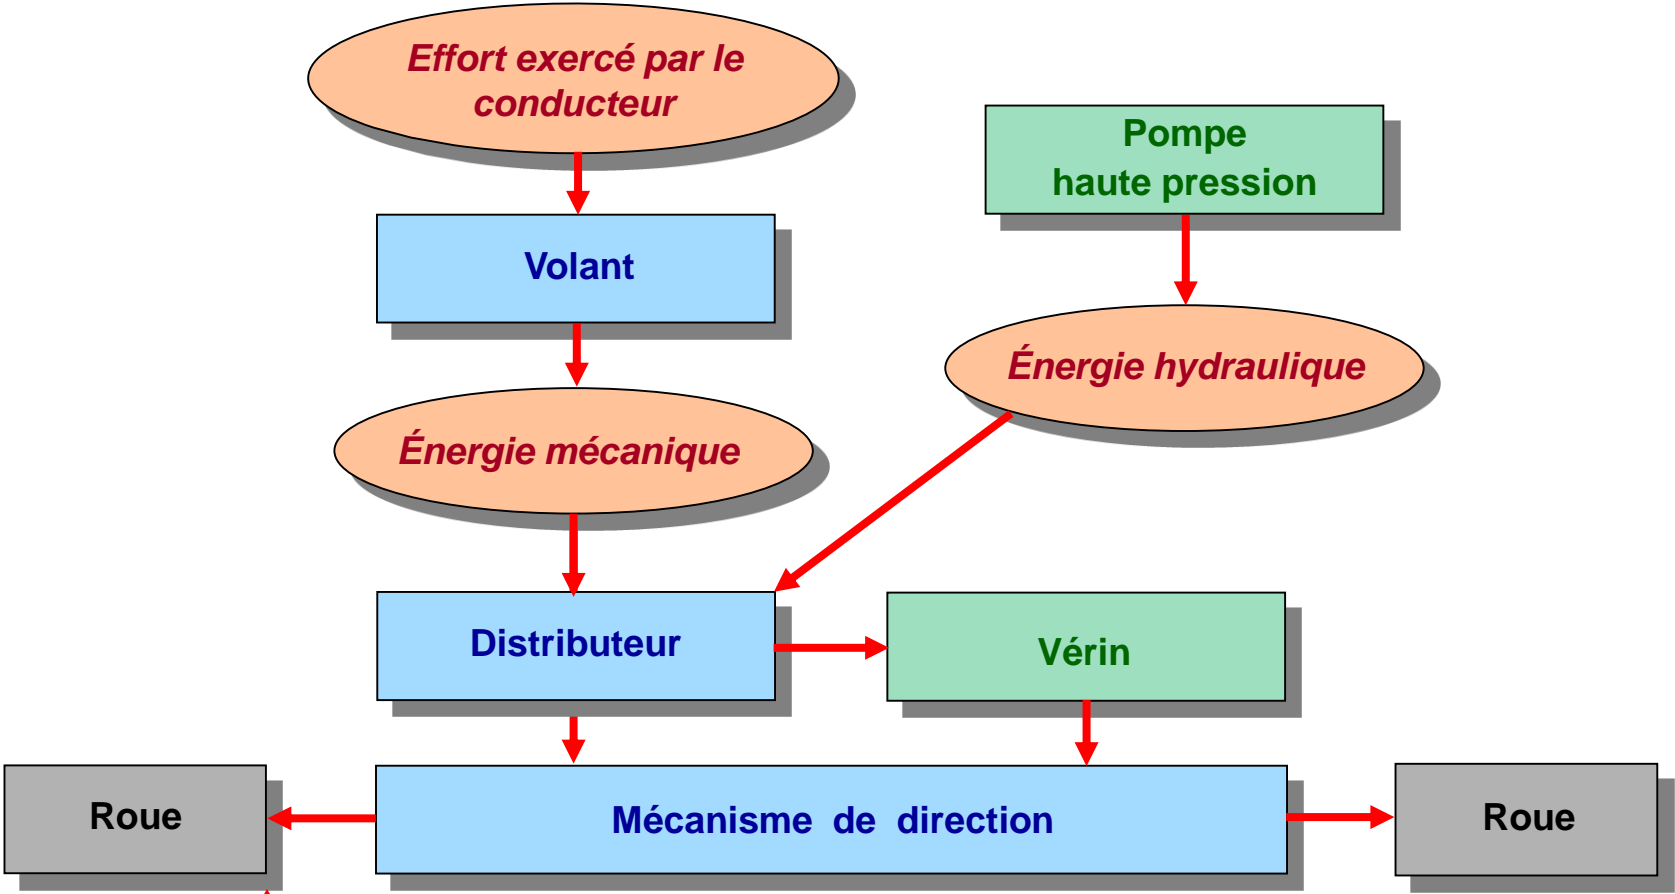 Effort exercé par le
conducteur
Pompe
haute pression
Volant
Énergie hydraulique
Énergie mécanique
Distributeur
Vérin
Roue
Mécanisme de direction
Roue